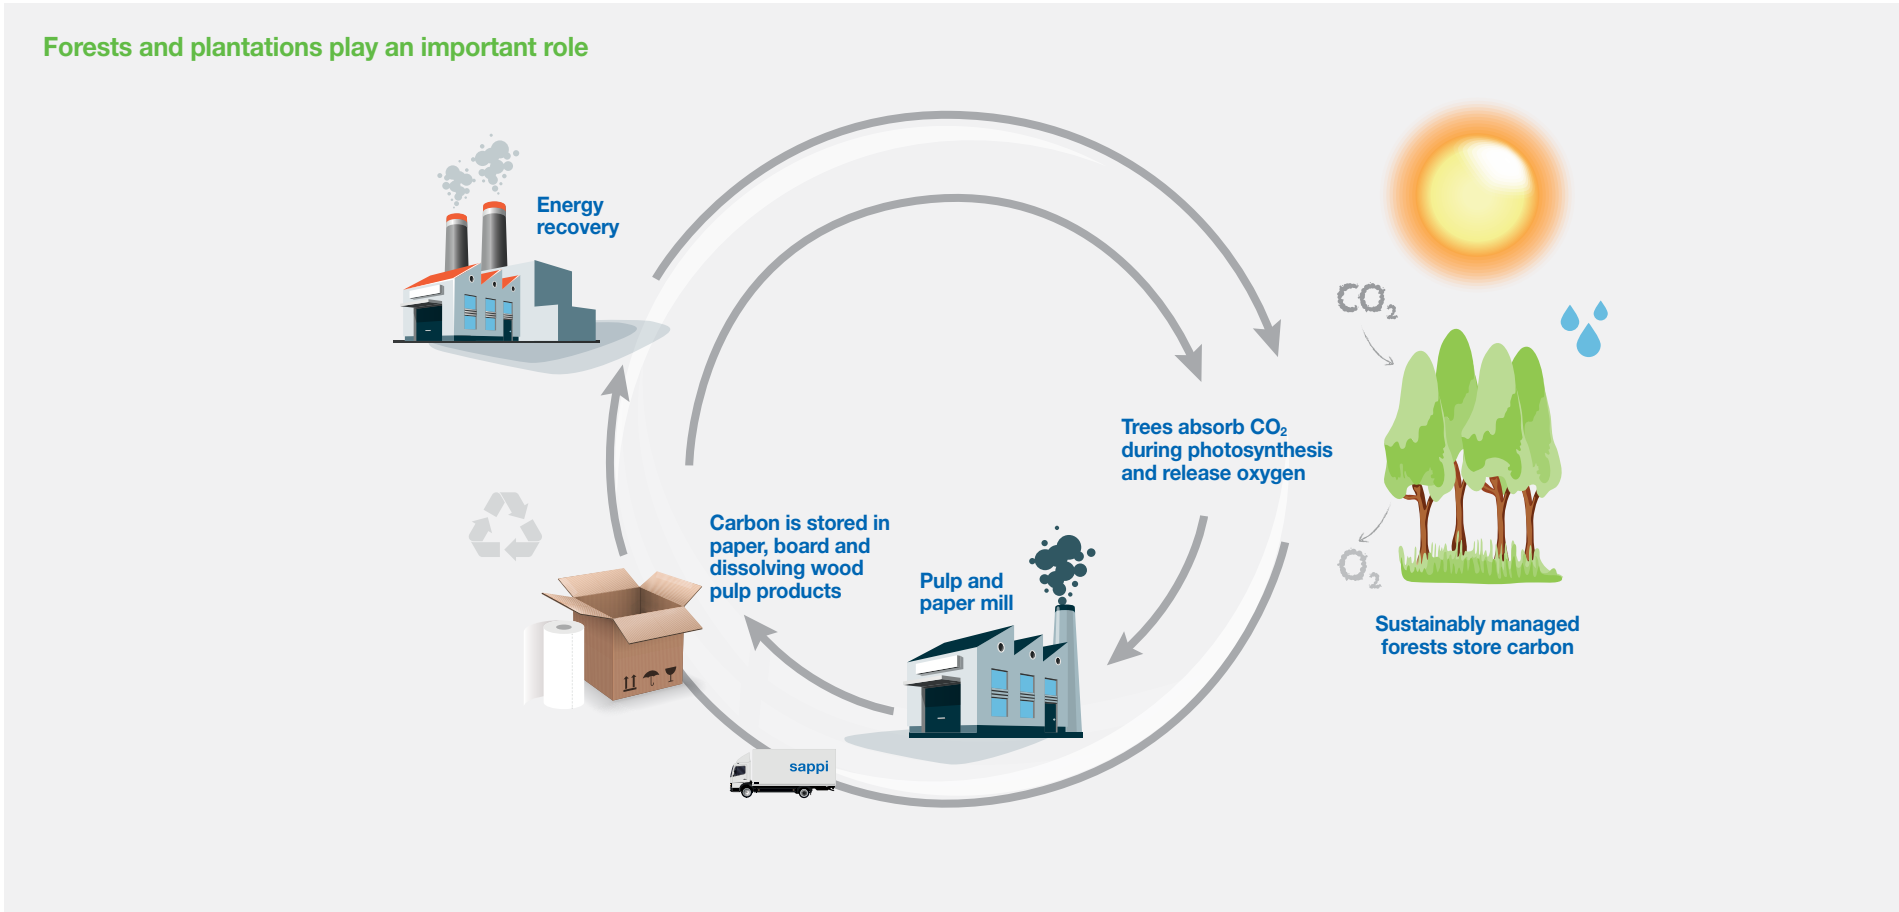 Forests and plantations play an important role
Energy
recovery
CO₂
Trees absorb CO₂
during photosynthesis
and release oxygen
Carbon is stored in
paper, board and
dissolving wood
pulp products
Pulp and
paper mill
O₂
Sustainably managed
forests store carbon
sappi